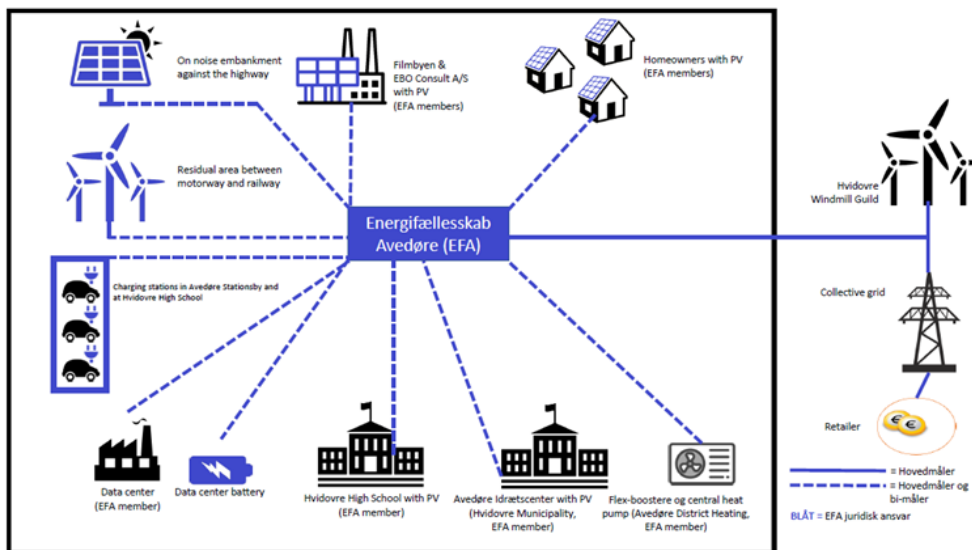 On noise embankment
against the highway
Filmbyen &
EBO Consult A/S
with PV
(EFA members)
Homeowners with PV
(EFA members)
Residual area between
motorway and railway
Hvidovre
Windmill Guild
Energifællesskab
Avedøre (EFA)
Charging stations in Avedøre Stationsby and
at Hvidovre High School
Collective grid
Retailer
€
€
Data center
(EFA member)
Data center battery
Hvidovre High School with PV
(EFA member)
Avedøre Idrætscenter with PV
(Hvidovre Municipality,
EFA member)
Flex-boostere og central heat
pump (Avedøre District Heating,
EFA member)
= Hovedmåler
= Hovedmåler og
bi-måler
BLÅT = EFA juridisk ansvar